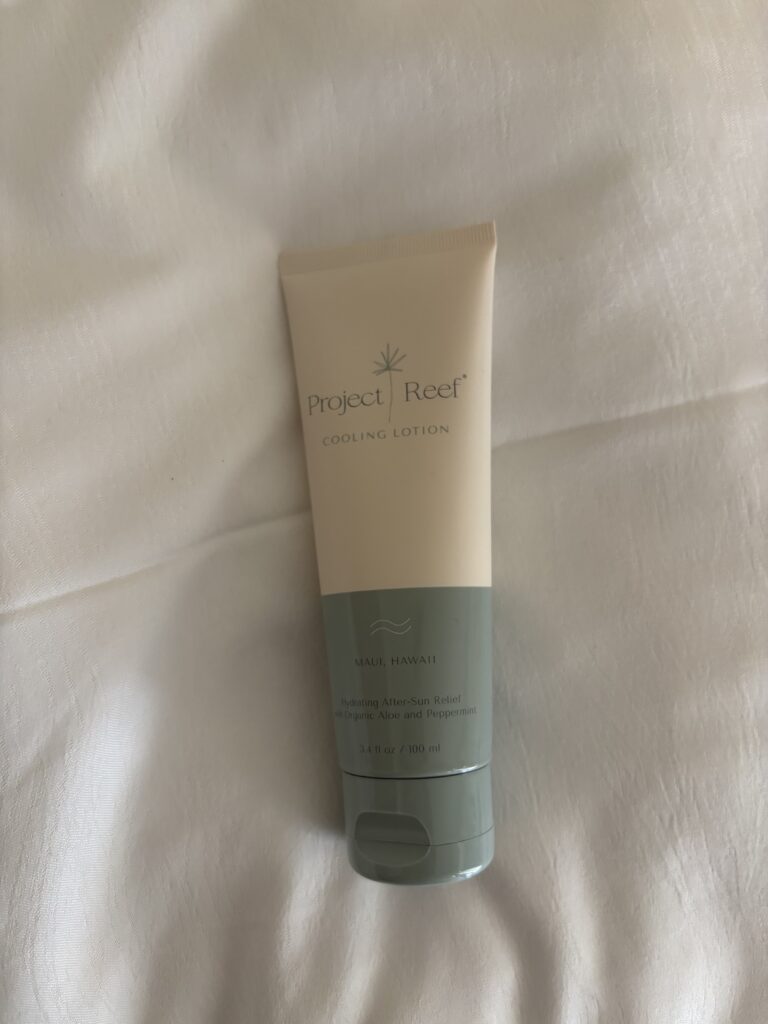 Project Reef®
COOLING LOTION
MAUI, HAWAII
Hydrating After-Sun Relief
Organic Aloe and Peppermint
3.4 fl oz / 100 ml